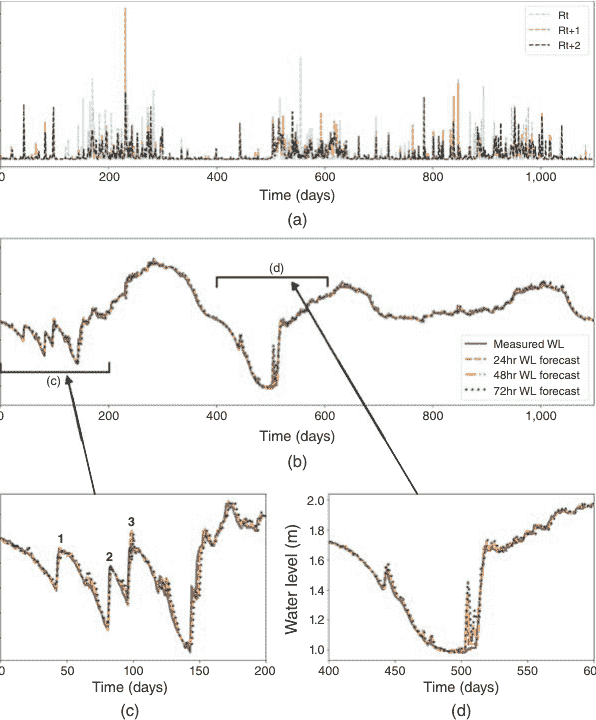 Rt
Rt+1
Rt+2
0 200 400 600 800 1,000
Time (days)
(a)
(d)
(c)
Measured WL
24hr WL forecast
48hr WL forecast
72hr WL forecast
0 200 400 600 800 1,000
Time (days)
(b)
1
2
3
0 50 100 150 200
Time (days)
(c)
Water level (m)
2.0
1.8
1.6
1.4
1.2
1.0
400 450 500 550 600
Time (days)
(d)